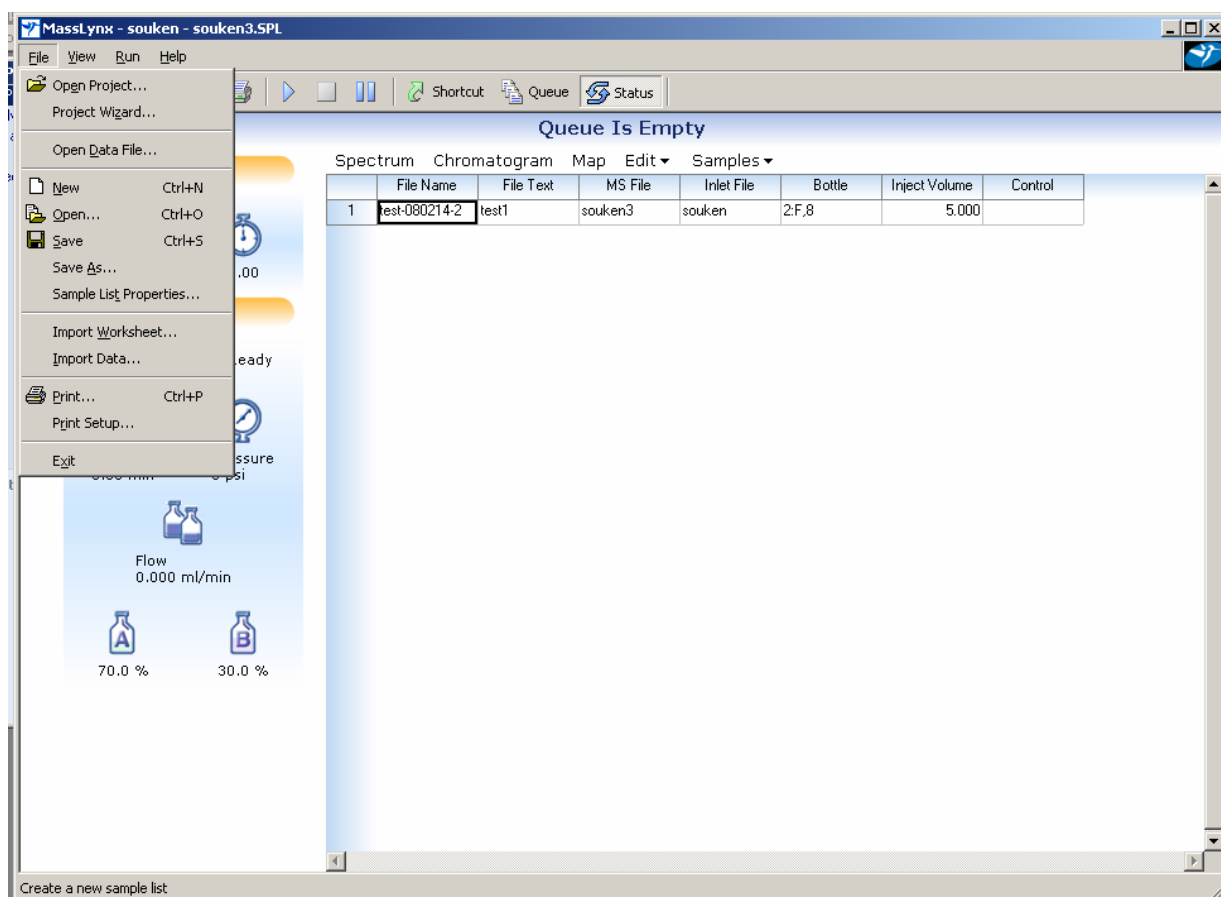 MassLynx - souken - souken3.SPL
File View Run Help
Open Project...
Project Wizard...
Open Data File...
New Ctrl+N
Open... Ctrl+O
Save Ctrl+S
Save As...
Sample List Properties...
Import Worksheet...
Import Data...
Print... Ctrl+P
Print Setup...
Exit
Shortcut Queue Status
Queue Is Empty
Spectrum Chromatogram Map Edit Samples
File Name File Text MS File Inlet File Bottle Inject Volume Control
1 test-080214-2 test1 souken3 souken 2:F,8 5.000
.00
eady
ssure
psi
Flow
0.000 ml/min
A B
70.0 % 30.0 %
Create a new sample list